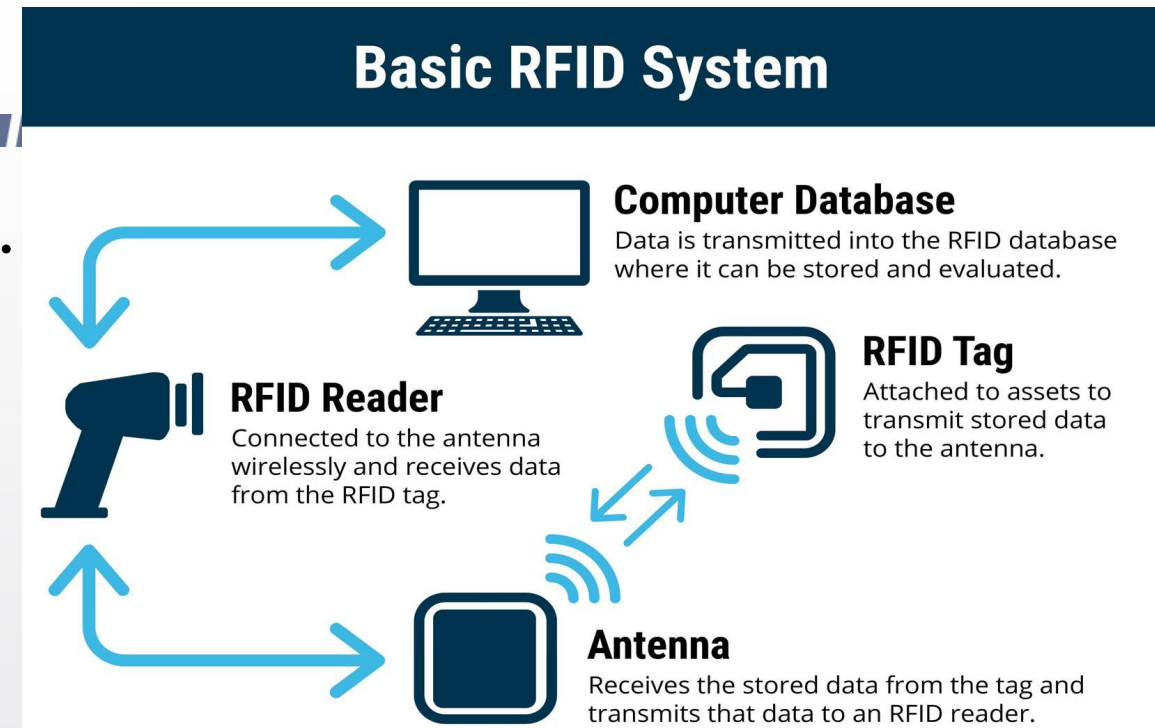 Basic RFID System
Computer Database
Data is transmitted into the RFID database
where it can be stored and evaluated.
RFID Tag
Attached to assets to
transmit stored data
to the antenna.
RFID Reader
Connected to the antenna
wirelessly and receives data
from the RFID tag.
Antenna
Receives the stored data from the tag and
transmits that data to an RFID reader.